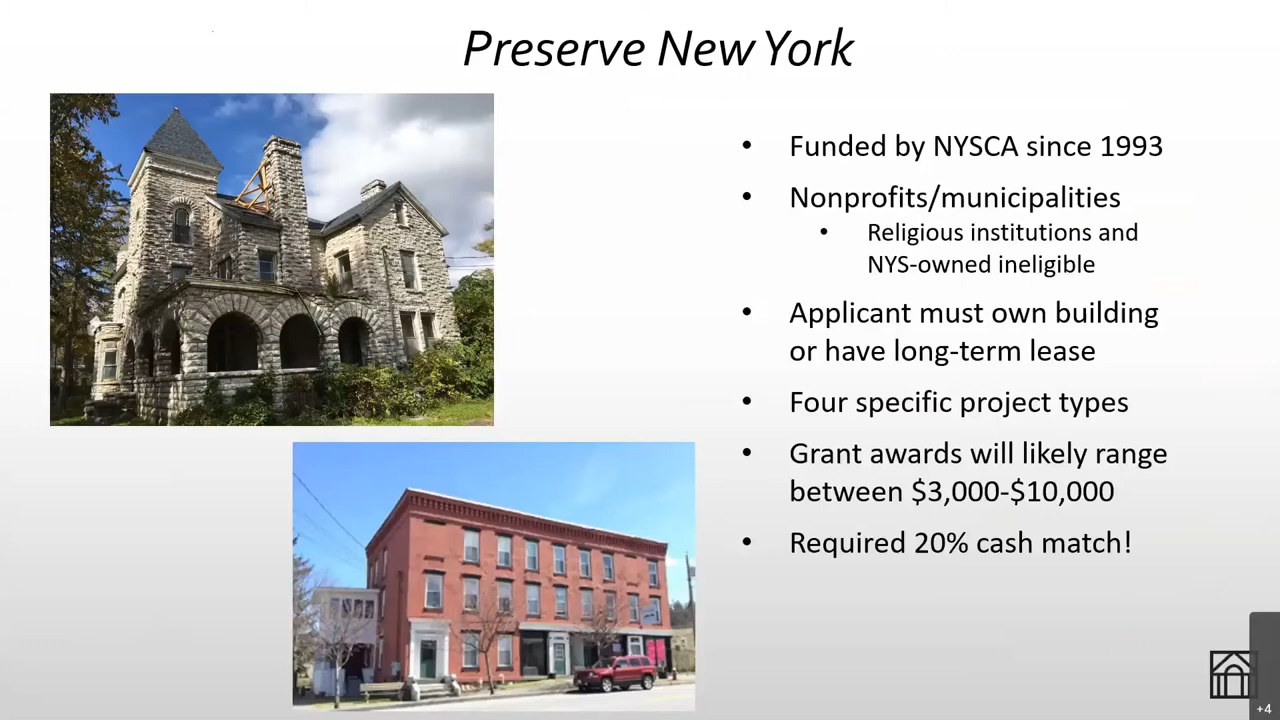 Preserve New York
• Funded by NYSCA since 1993
• Nonprofits/municipalities
• Religious institutions and
NYS-owned ineligible
• Applicant must own building
or have long-term lease
• Four specific project types
• Grant awards will likely range
between $3,000-$10,000
• Required 20% cash match!
+4